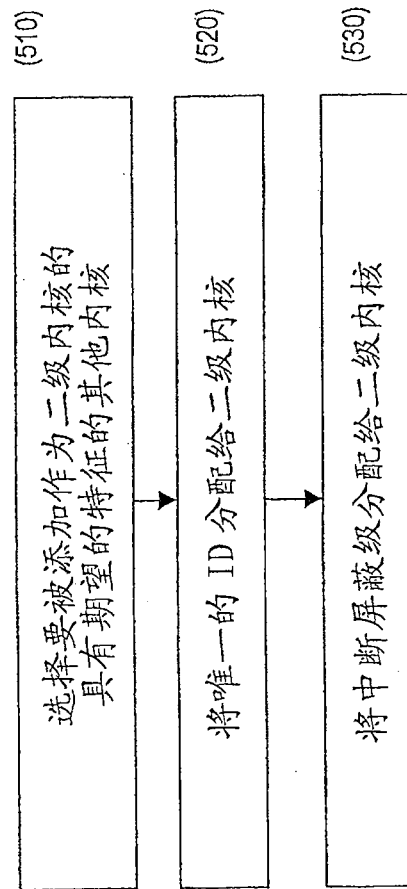 (510)
选择要被添加作为二级内核的
具有期望的特征的其他内核
(520)
将唯一的 ID 分配给二级内核
(530)
将中断屏蔽级分配给二级内核